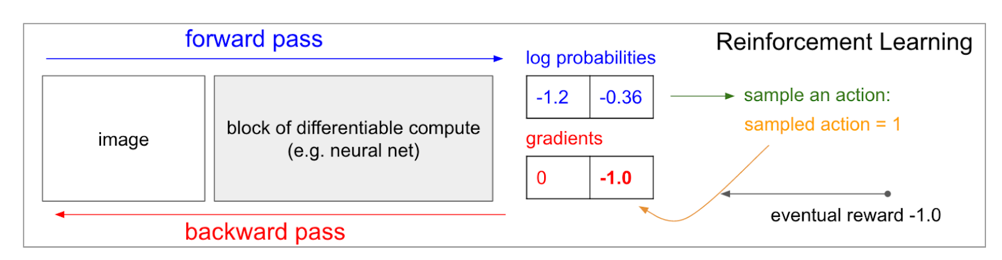 forward pass
Reinforcement Learning
log probabilities
image
block of differentiable compute
(e.g. neural net)
-1.2 -0.36
sample an action:
sampled action = 1
gradients
0 -1.0
eventual reward -1.0
backward pass